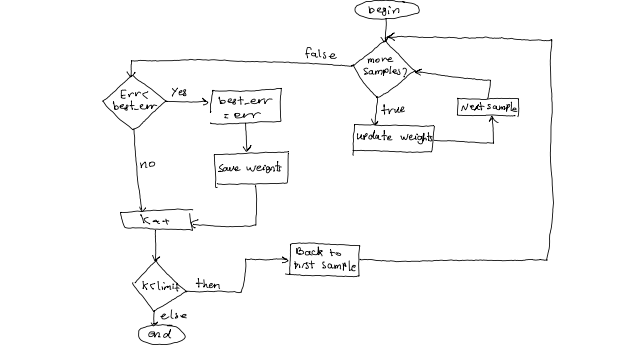 begin
false
more
samples?
Err<
best_err
Yes
best_err
= err
true
Next sample
update weights
no
save weights
K++
Back to
first sample
K<limit
then
else
end